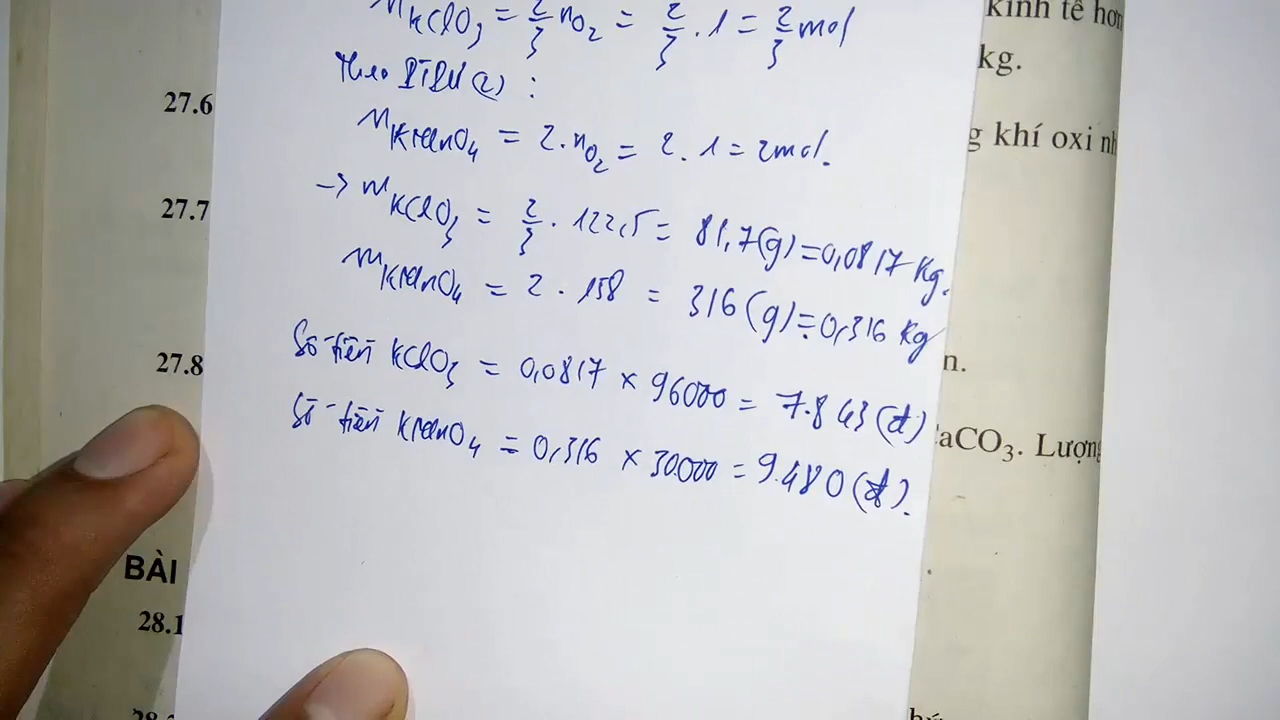 nKClO3 = 2/3 nO2 = 2/3 . 1 = 2/3 mol
Theo PTPƯ (2) :
nKMnO4 = 2.nO2 = 2 . 1 = 2mol.
-> mKClO3 = 2/3 . 122,5 = 81,7(g) = 0,0817 Kg.
mKMnO4 = 2 . 158 = 316 (g) = 0,316 Kg
Số tiền KClO3 = 0,0817 × 96000 = 7.843 (đ)
Số tiền KMnO4 = 0,316 × 30.000 = 9.480 (đ).
27.6
27.7
27.8
BÀI
28.1
kinh tế hơn
kg.
g khí oxi nh
n.
aCO3. Lượng